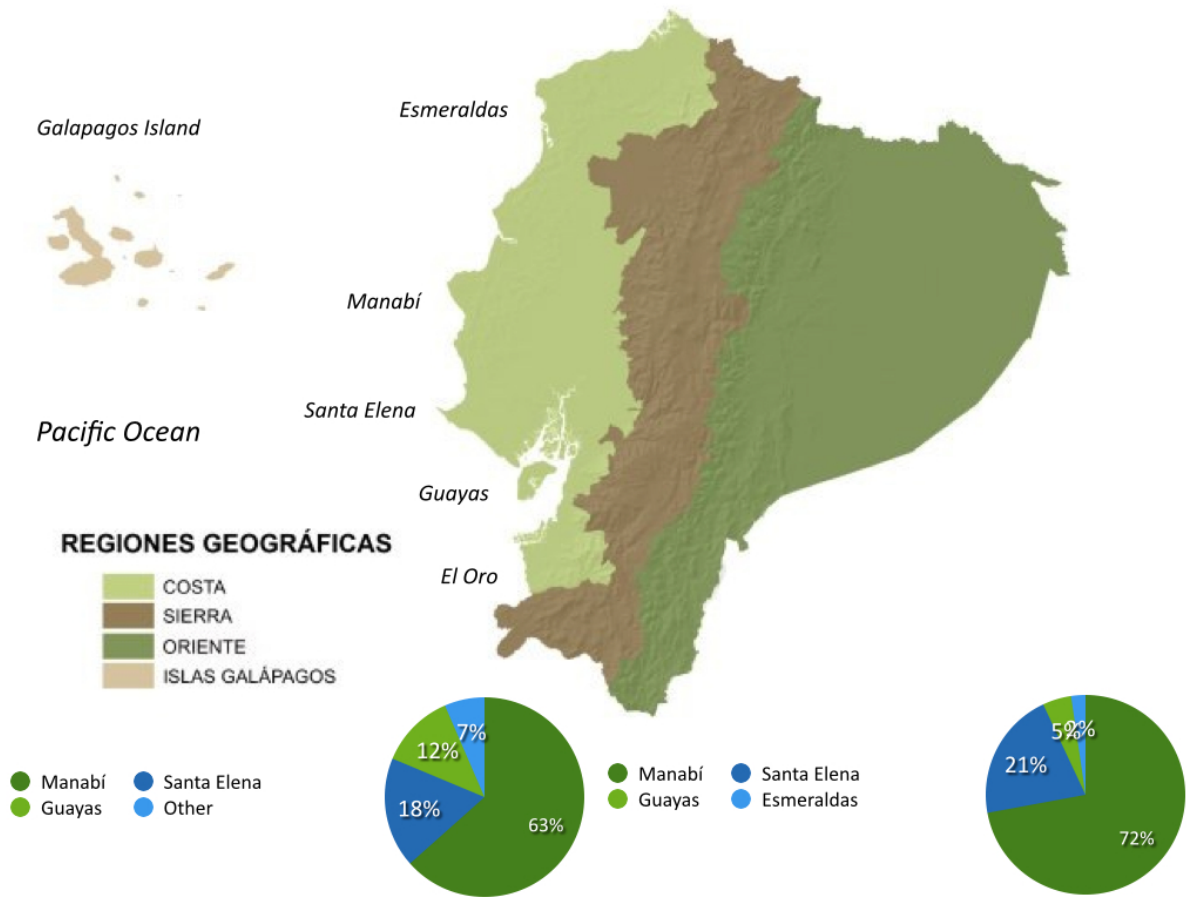 Esmeraldas
Galapagos Island
Manabí
Santa Elena
Pacific Ocean
Guayas
REGIONES GEOGRÁFICAS
El Oro
COSTA
SIERRA
ORIENTE
ISLAS GALÁPAGOS
Manabí Santa Elena
Guayas Other
7%
12%
18%
63%
Manabí Santa Elena
Guayas Esmeraldas
5% 2%
21%
72%